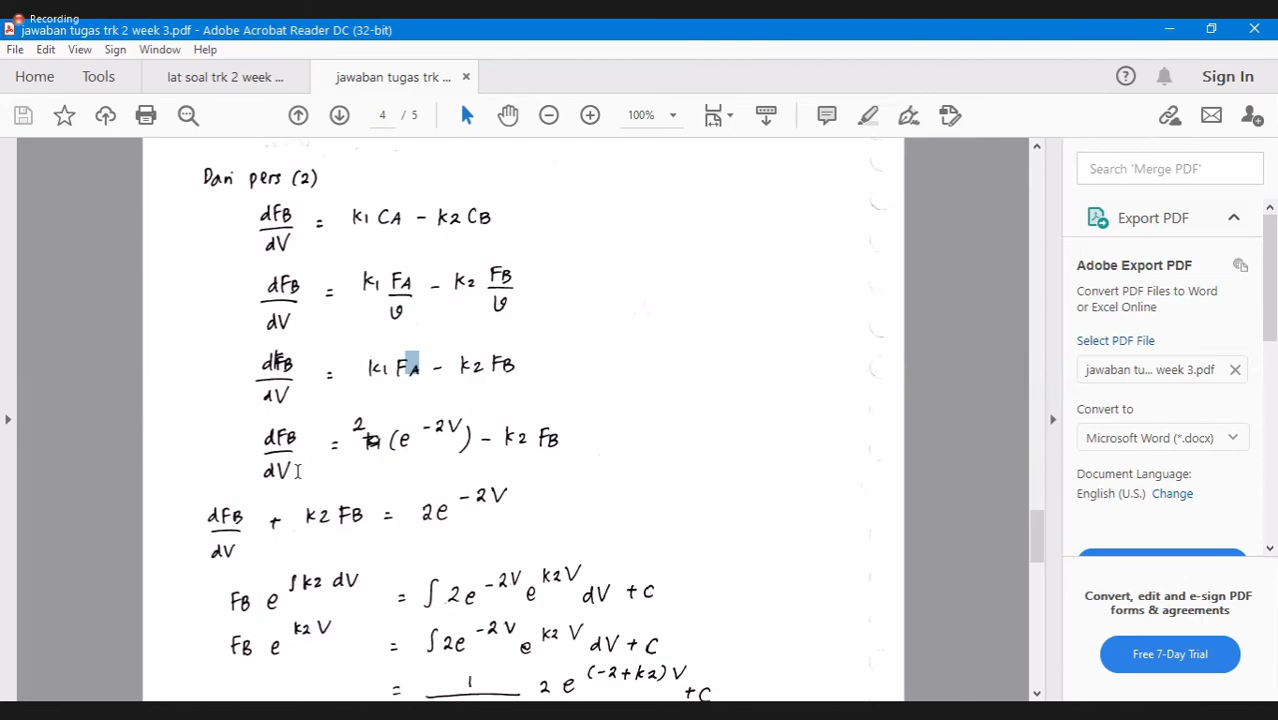 Recording
jawaban tugas trk 2 week 3.pdf - Adobe Acrobat Reader DC (32-bit)
File Edit View Sign Window Help
Home Tools lat soal trk 2 week ... jawaban tugas trk ... × Sign In
4 / 5 100%
Dari pers (2)
dFB/dV = k1 CA - k2 CB
dFB/dV = k1 FA/υ - k2 FB/υ
dFB/dV = k1 FA - k2 FB
dFB/dV = 2 (e^-2V) - k2 FB
dFB/dV + k2 FB = 2e^-2V
FB e^∫k2 dV = ∫2e^-2V e^k2V dV + C
FB e^k2 V = ∫2e^-2V e^k2 V dV + C
= 1 2 e^(-2+k2)V + C
Search 'Merge PDF'
Export PDF
Adobe Export PDF
Convert PDF Files to Word
or Excel Online
Select PDF File
jawaban tu... week 3.pdf ×
Convert to
Microsoft Word (*.docx)
Document Language:
English (U.S.) Change
Convert, edit and e-sign PDF
forms & agreements
Free 7-Day Trial